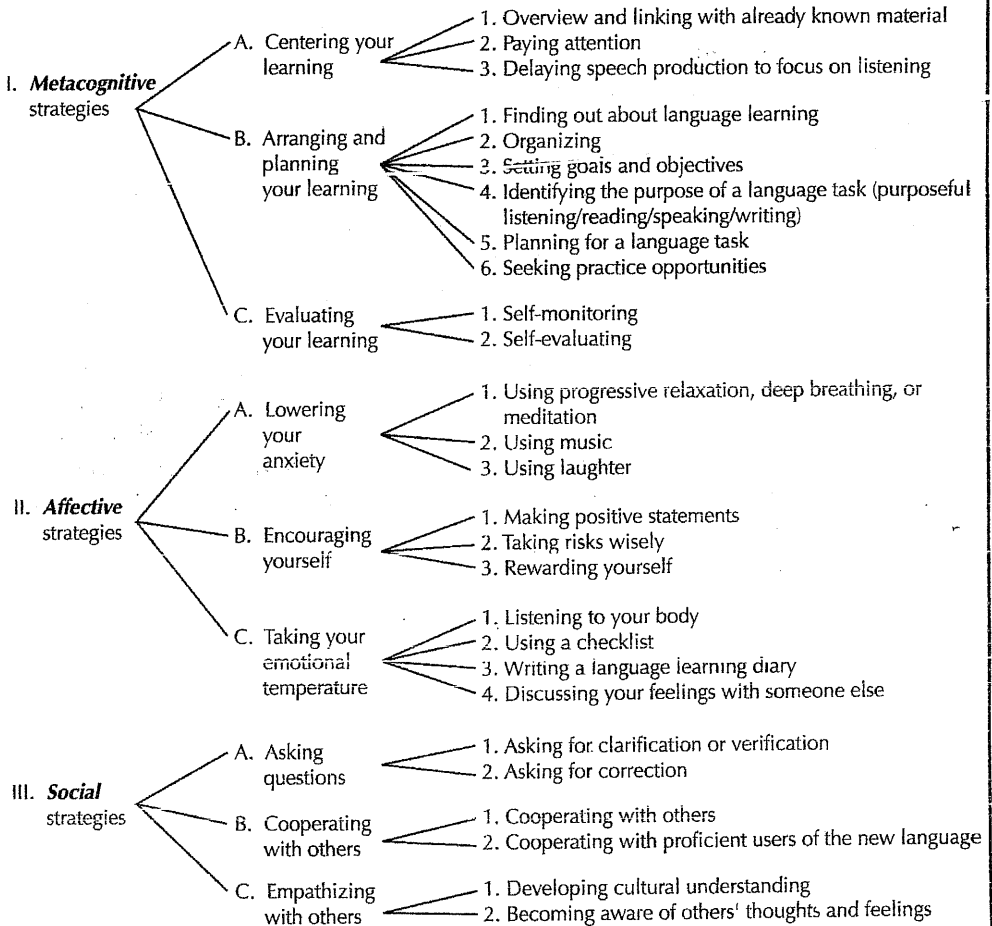 I. Metacognitive
strategies
A. Centering your
learning
1. Overview and linking with already known material
2. Paying attention
3. Delaying speech production to focus on listening
B. Arranging and
planning
your learning
1. Finding out about language learning
2. Organizing
3. Setting goals and objectives
4. Identifying the purpose of a language task (purposeful
listening/reading/speaking/writing)
5. Planning for a language task
6. Seeking practice opportunities
C. Evaluating
your learning
1. Self-monitoring
2. Self-evaluating
II. Affective
strategies
A. Lowering
your
anxiety
1. Using progressive relaxation, deep breathing, or
meditation
2. Using music
3. Using laughter
B. Encouraging
yourself
1. Making positive statements
2. Taking risks wisely
3. Rewarding yourself
C. Taking your
emotional
temperature
1. Listening to your body
2. Using a checklist
3. Writing a language learning diary
4. Discussing your feelings with someone else
III. Social
strategies
A. Asking
questions
1. Asking for clarification or verification
2. Asking for correction
B. Cooperating
with others
1. Cooperating with others
2. Cooperating with proficient users of the new language
C. Empathizing
with others
1. Developing cultural understanding
2. Becoming aware of others' thoughts and feelings